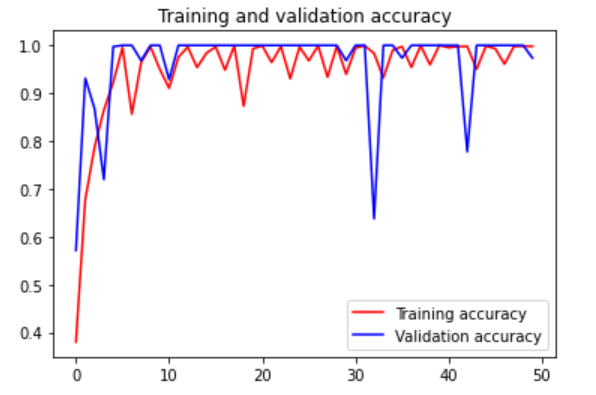 Training and validation accuracy
1.0
0.9
0.8
0.7
0.6
0.5
0.4
Training accuracy
Validation accuracy
0 10 20 30 40 50